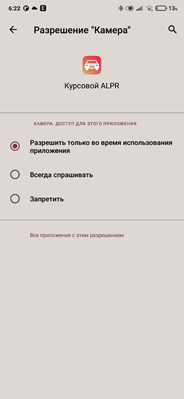 6:22
13%
Разрешение "Камера"
Курсовой ALPR
КАМЕРА: ДОСТУП ДЛЯ ЭТОГО ПРИЛОЖЕНИЯ
Разрешить только во время использования
приложения
Всегда спрашивать
Запретить
Все приложения с этим разрешением